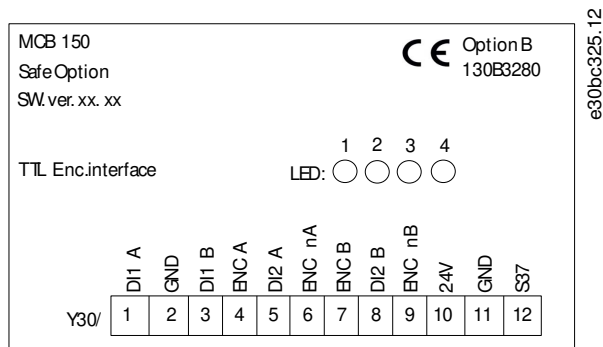 MCB 150
Safe Option
SW. ver. xx. xx
CE Option B
130B3280
TTL Enc.interface
1 2 3 4
LED:
DI1 A
GND
DI1 B
ENC A
DI2 A
ENC nA
ENC B
DI2 B
ENC nB
24V
GND
S37
Y30/ 1 2 3 4 5 6 7 8 9 10 11 12
e30bc325.12